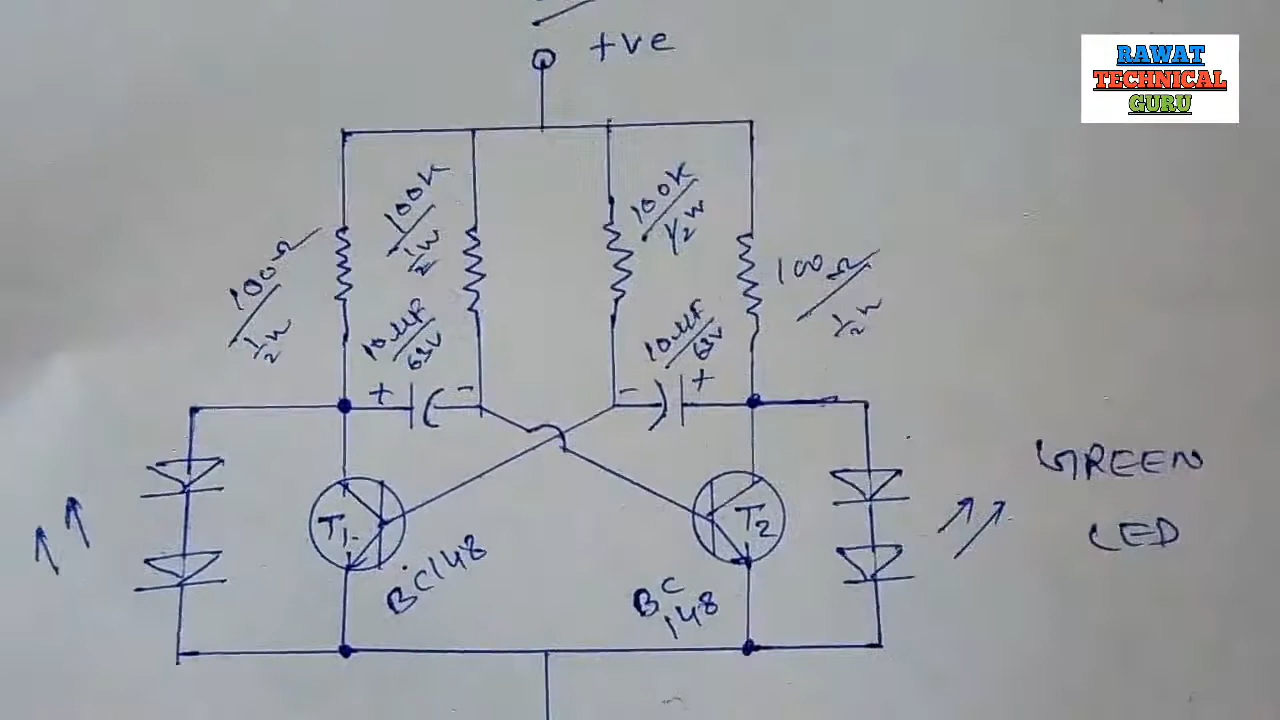 +ve
RAWAT
TECHNICAL
GURU
100Ω
1/2w
100K
1/2w
100K
1/2w
100Ω
1/2w
10µF
63v
10µF
63v
+ -
- +
T1
T2
BC148
BC
148
GREEN
LED